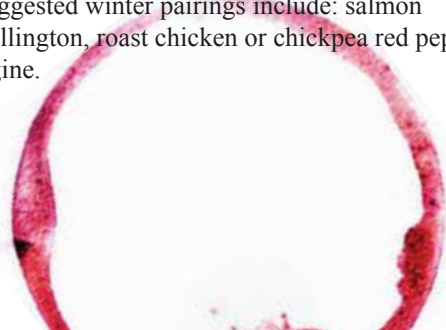 ggested winter pairings include: salmon
llington, roast chicken or chickpea red pep
gine.